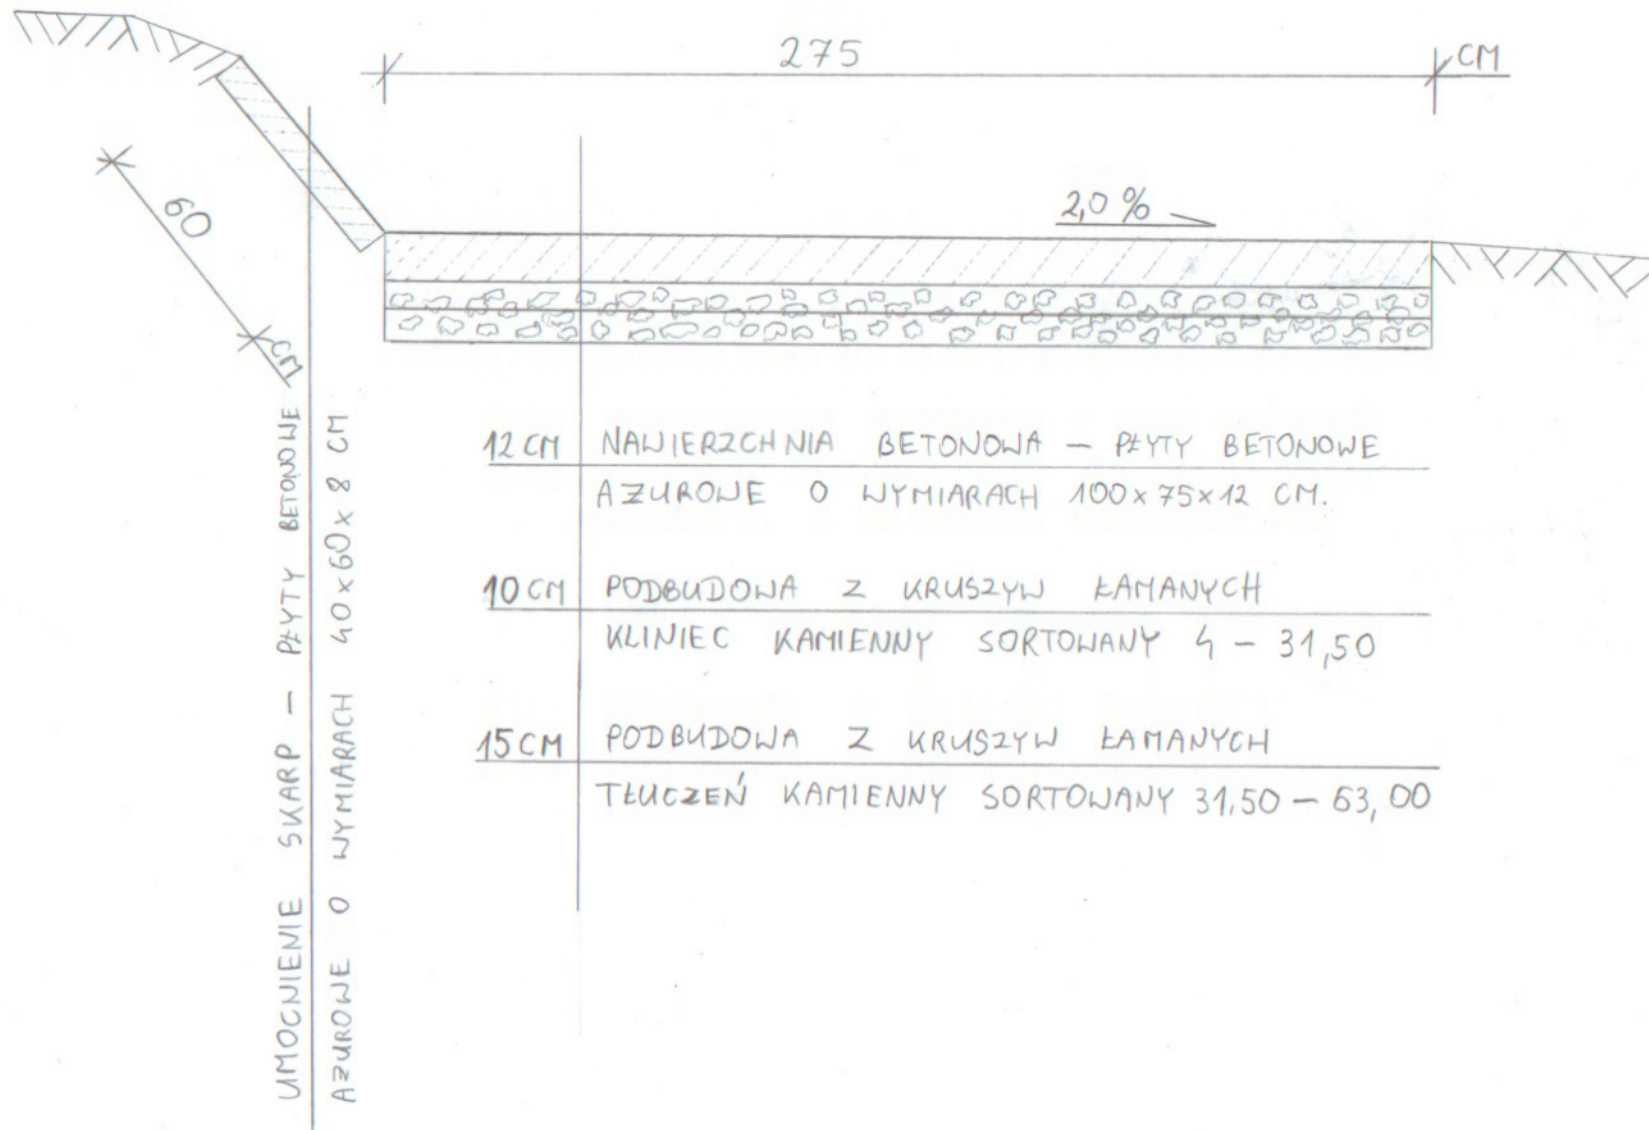 275 CM
60 CM
2,0 %
12 CM NAWIERZCHNIA BETONOWA — PŁYTY BETONOWE
AŻUROWE O WYMIARACH 100x75x12 CM.
10 CM PODBUDOWA Z KRUSZYW ŁAMANYCH
KLINIEC KAMIENNY SORTOWANY 4 — 31,50
15 CM PODBUDOWA Z KRUSZYW ŁAMANYCH
TŁUCZEŃ KAMIENNY SORTOWANY 31,50 — 63,00
UMOCNIENIE SKARP — PŁYTY BETONOWE
AŻUROWE O WYMIARACH 40x60x8 CM